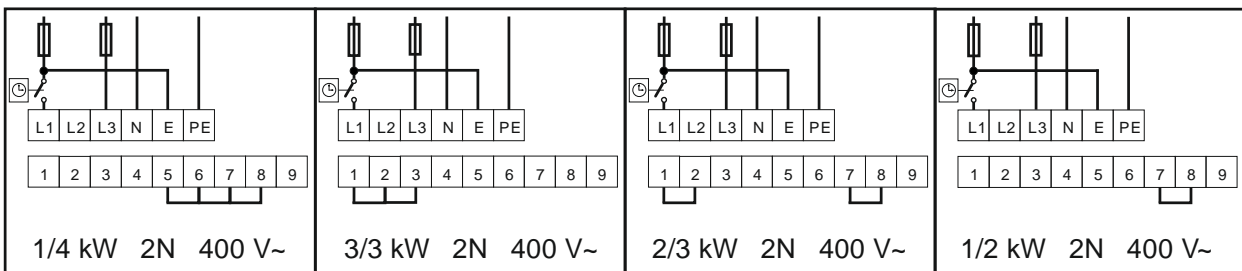 L1 L2 L3 N E PE
1 2 3 4 5 6 7 8 9
1/4 kW 2N 400 V~
L1 L2 L3 N E PE
1 2 3 4 5 6 7 8 9
3/3 kW 2N 400 V~
L1 L2 L3 N E PE
1 2 3 4 5 6 7 8 9
2/3 kW 2N 400 V~
L1 L2 L3 N E PE
1 2 3 4 5 6 7 8 9
1/2 kW 2N 400 V~